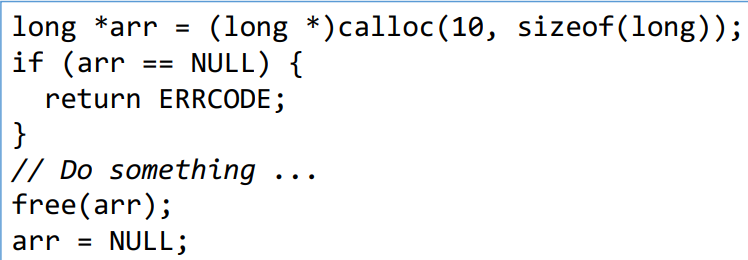 long *arr = (long *)calloc(10, sizeof(long));
if (arr == NULL) {
  return ERRCODE;
}
// Do something ...
free(arr);
arr = NULL;